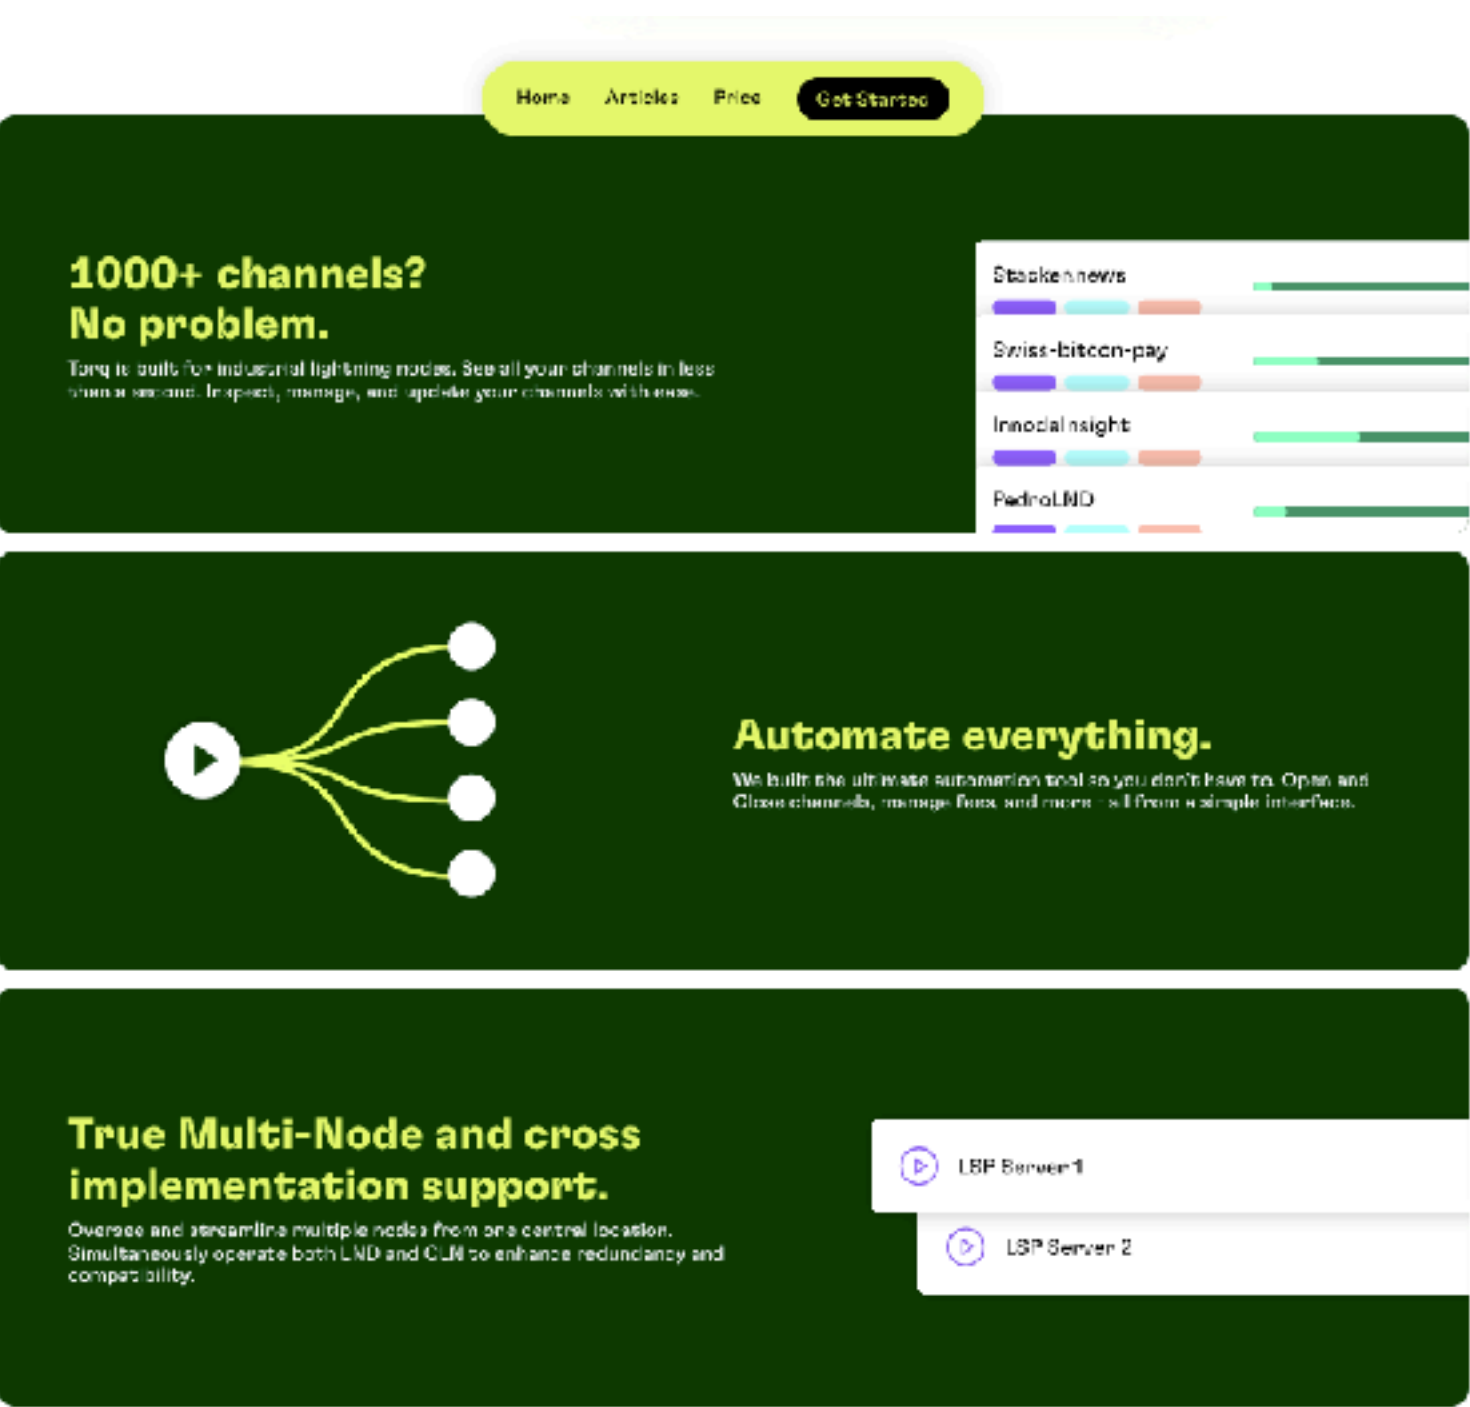 Home Articles Price Get Started
1000+ channels?
No problem.
Torq is built for industrial lightning nodes. See all your channels in less
than a second. Inspect, manage, and update your channels with ease.
Stacker.news
Swiss-bitcoin-pay
InnodeInsight
PedroLND
Automate everything.
We built the ultimate automation tool so you don't have to. Open and
Close channels, manage fees, and more - all from a simple interface.
True Multi-Node and cross
implementation support.
Oversee and streamline multiple nodes from one central location.
Simultaneously operate both LND and CLN to enhance redundancy and
compatibility.
LSP Server 1
LSP Server 2